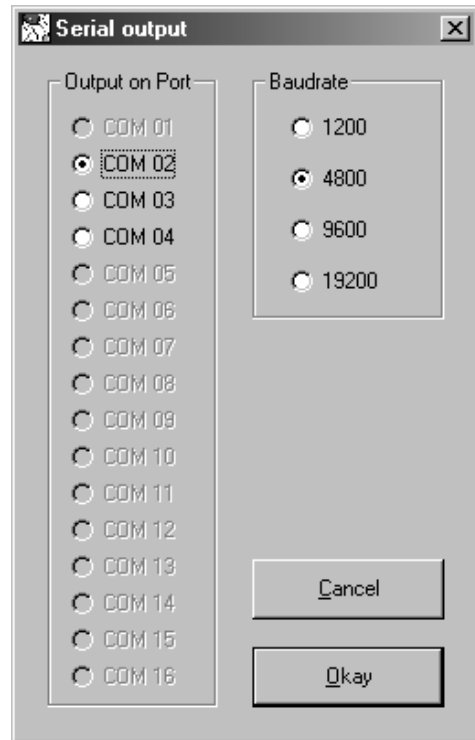 Serial output
Output on Port
COM 01
COM 02
COM 03
COM 04
COM 05
COM 06
COM 07
COM 08
COM 09
COM 10
COM 11
COM 12
COM 13
COM 14
COM 15
COM 16
Baudrate
1200
4800
9600
19200
Cancel
Okay